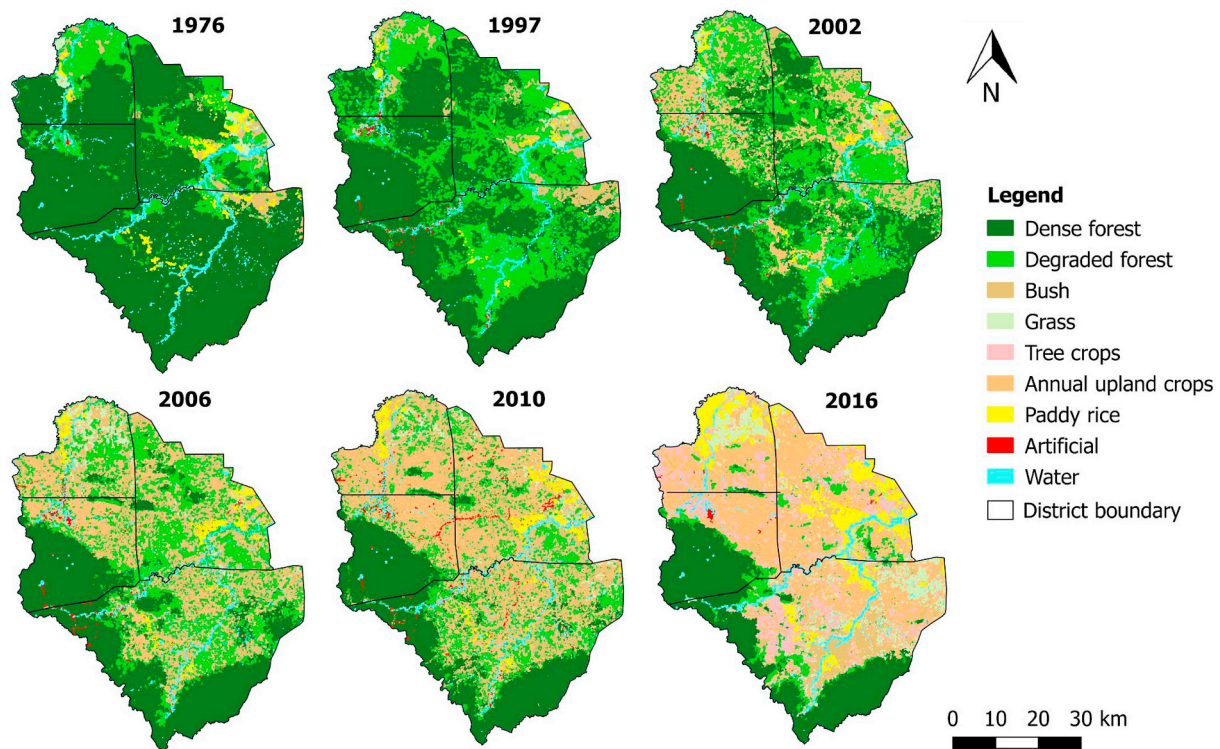 1976
1997
2002
N
Legend
Dense forest
Degraded forest
Bush
Grass
Tree crops
Annual upland crops
Paddy rice
Artificial
Water
District boundary
2006
2010
2016
0 10 20 30 km